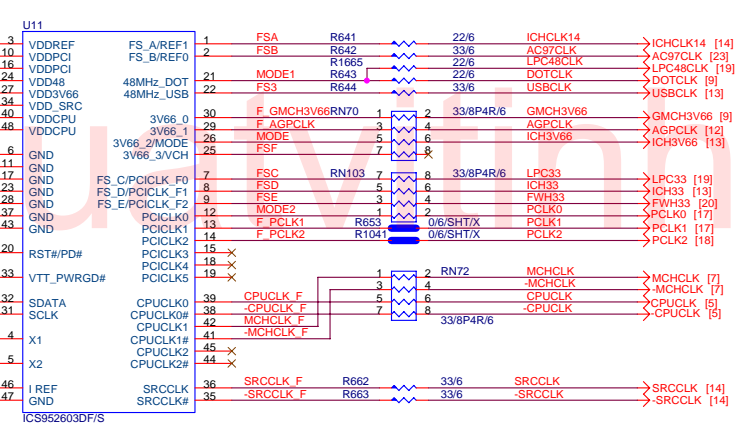 U11
3 VDDREF FS_A/REF1 1 FSA R641 22/6 ICHCLK14 ICHCLK14 [14]
10 VDDPCI FS_B/REF0 2 FSB R642 33/6 AC97CLK AC97CLK [23]
16 VDDPCI R1665 22/6 LPC48CLK LPC48CLK [19]
24 VDD48 48MHz_DOT 21 MODE1 R643 22/6 DOTCLK DOTCLK [9]
27 VDD3V66 48MHz_USB 22 FS3 R644 33/6 USBCLK USBCLK [13]
34 VDD_SRC
40 VDDCPU 3V66_0 30 F_GMCH3V66 RN70 1 2 33/8P4R/6 GMCH3V66 GMCH3V66 [9]
48 VDDCPU 3V66_1 29 F_AGPCLK 3 4 AGPCLK AGPCLK [12]
3V66_2/MODE 26 MODE 5 6 ICH3V66 ICH3V66 [13]
6 GND 3V66_3/VCH 25 FSF 7 8
11 GND
17 GND FS_C/PCICLK_F0 7 FSC RN103 7 8 33/8P4R/6 LPC33 LPC33 [19]
23 GND FS_D/PCICLK_F1 8 FSD 5 6 ICH33 ICH33 [13]
28 GND FS_E/PCICLK_F2 9 FSE 3 4 FWH33 FWH33 [20]
37 GND PCICLK0 12 MODE2 1 2 PCLK0 PCLK0 [17]
43 GND PCICLK1 13 F_PCLK1 R653 0/6/SHT/X PCLK1 PCLK1 [17]
PCICLK2 14 F_PCLK2 R1041 0/6/SHT/X PCLK2 PCLK2 [18]
20 RST#/PD# PCICLK3 15
PCICLK4 18
33 VTT_PWRGD# PCICLK5 19 1 2 RN72 MCHCLK MCHCLK [7]
3 4 -MCHCLK -MCHCLK [7]
32 SDATA CPUCLK0 39 CPUCLK_F 5 6 CPUCLK CPUCLK [5]
31 SCLK CPUCLK0# 38 -CPUCLK_F 7 8 -CPUCLK -CPUCLK [5]
CPUCLK1 42 MCHCLK_F 33/8P4R/6
4 X1 CPUCLK1# 41 -MCHCLK_F
CPUCLK2 45
5 X2 CPUCLK2# 44
46 I REF SRCCLK 36 SRCCLK_F R662 33/6 SRCCLK SRCCLK [14]
47 GND SRCCLK# 35 -SRCCLK_F R663 33/6 -SRCCLK -SRCCLK [14]
ICS952603DF/S
uatvitinh